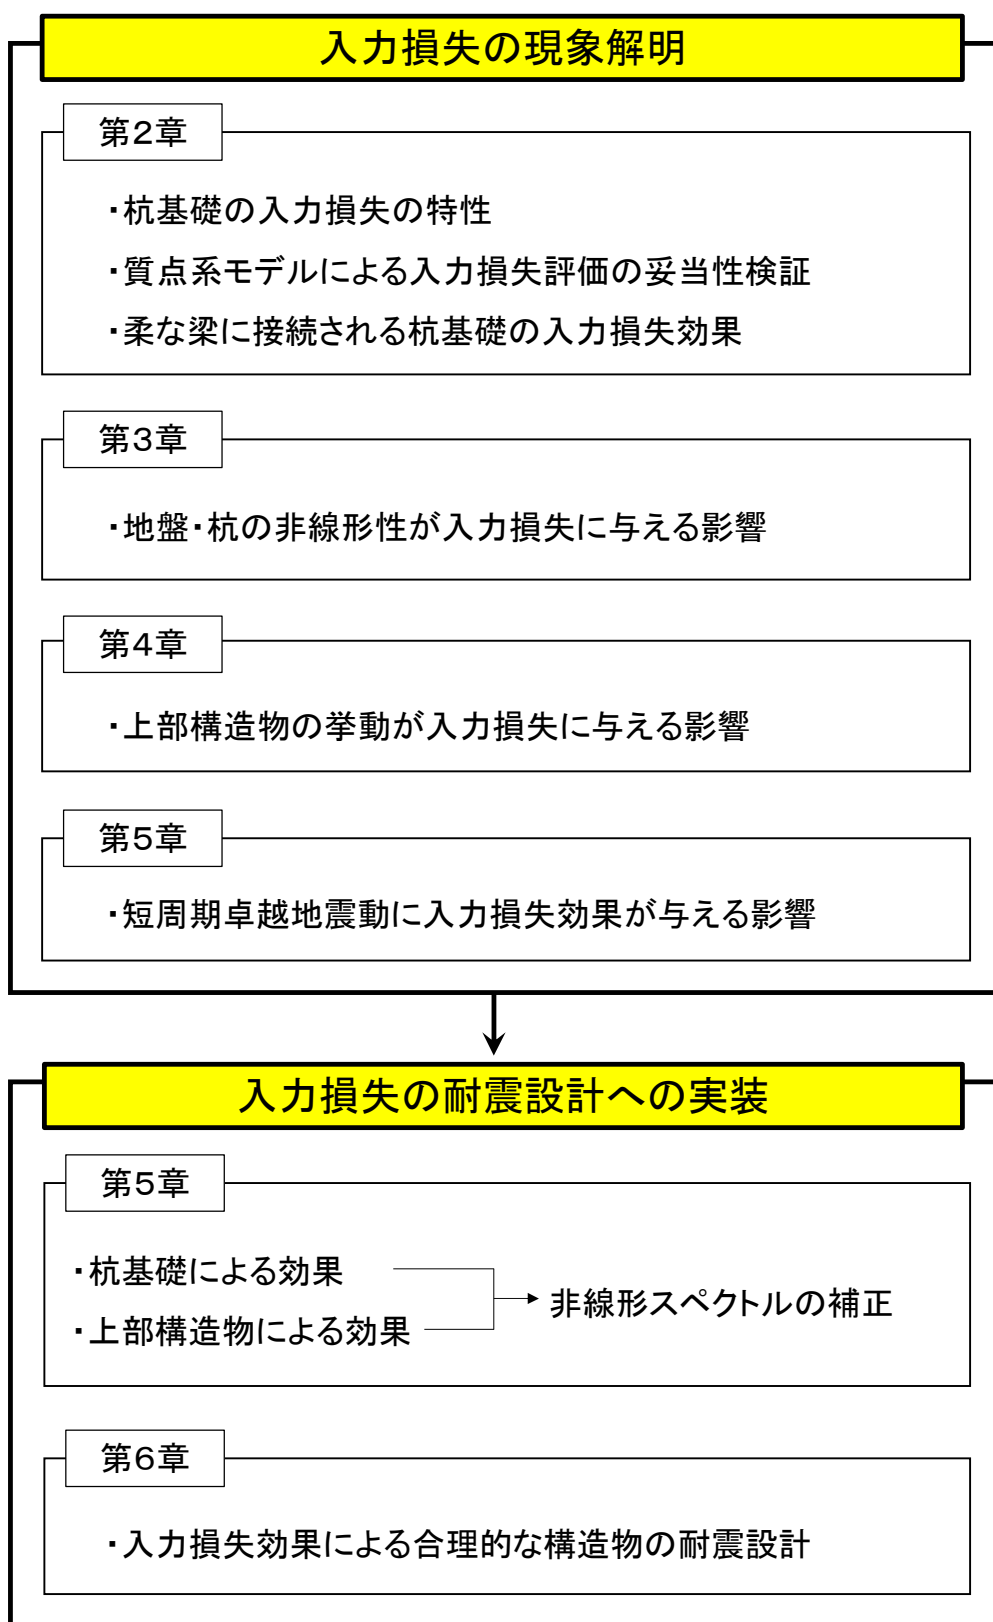 入力損失の現象解明
第2章
・杭基礎の入力損失の特性
・質点系モデルによる入力損失評価の妥当性検証
・柔な梁に接続される杭基礎の入力損失効果
第3章
・地盤・杭の非線形性が入力損失に与える影響
第4章
・上部構造物の挙動が入力損失に与える影響
第5章
・短周期卓越地震動に入力損失効果が与える影響
入力損失の耐震設計への実装
第5章
・杭基礎による効果
・上部構造物による効果
非線形スペクトルの補正
第6章
・入力損失効果による合理的な構造物の耐震設計